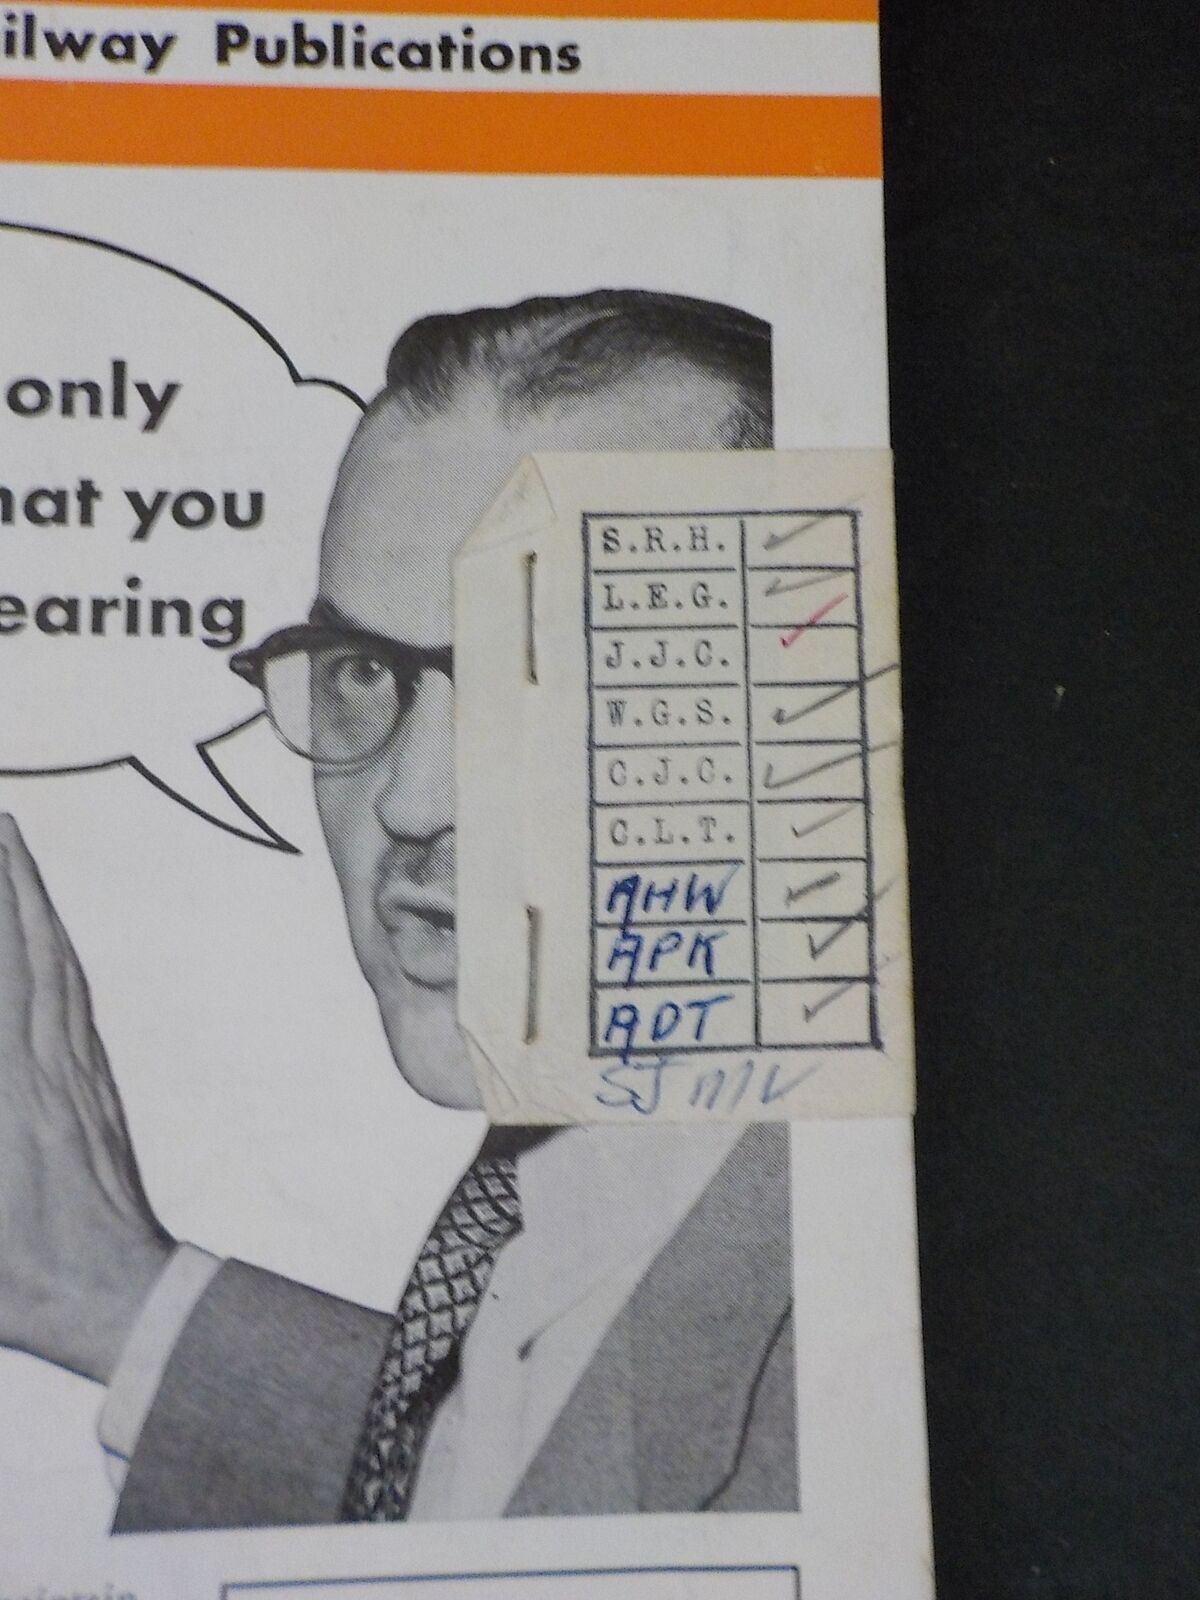 ilway Publications
only
hat you
earing
S.R.H. ✓
L.E.G. ✓
J.J.C. ✓
W.G.S. ✓
C.J.C. ✓
C.L.T. ✓
AHW ✓
APK ✓
ADT ✓